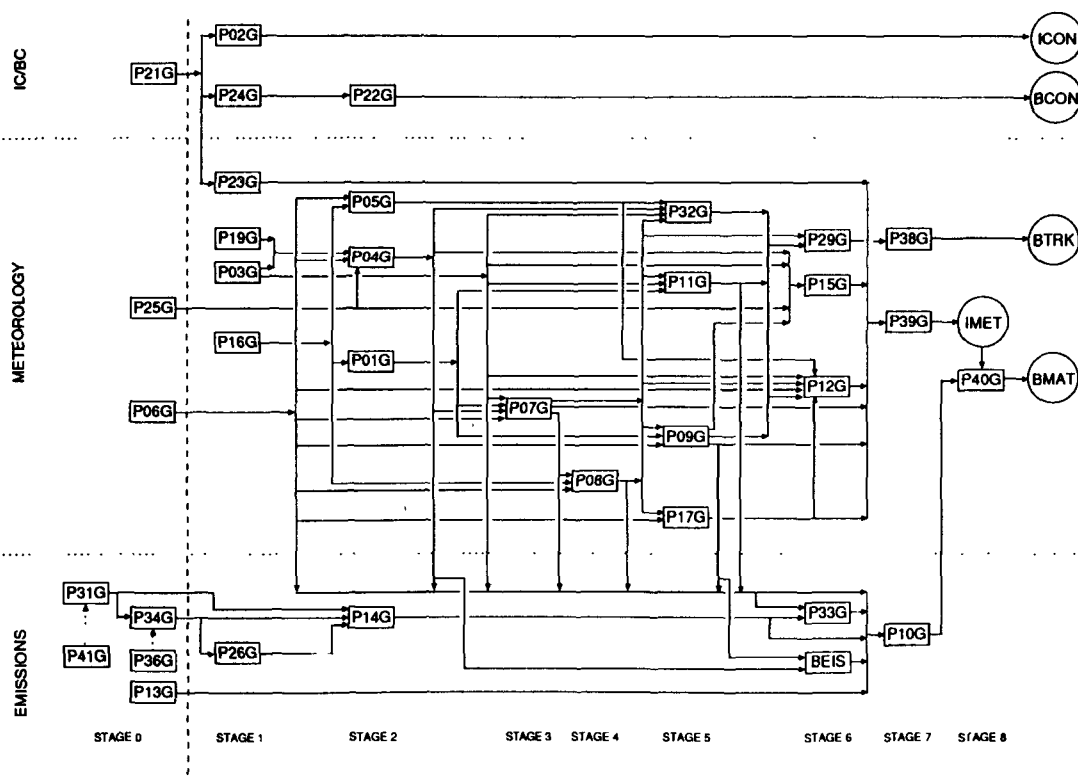 IC/BC
P02G
ICON
P21G
P24G
P22G
BCON
METEOROLOGY
P23G
P05G
P32G
P19G
P29G
P38G
BTRK
P04G
P03G
P11G
P15G
P25G
P39G
IMET
P16G
P01G
P40G
BMAT
P12G
P06G
P07G
P09G
P08G
P17G
EMISSIONS
P31G
P34G
P14G
P33G
P10G
P41G
P36G
P26G
BEIS
P13G
STAGE 0
STAGE 1
STAGE 2
STAGE 3
STAGE 4
STAGE 5
STAGE 6
STAGE 7
STAGE 8